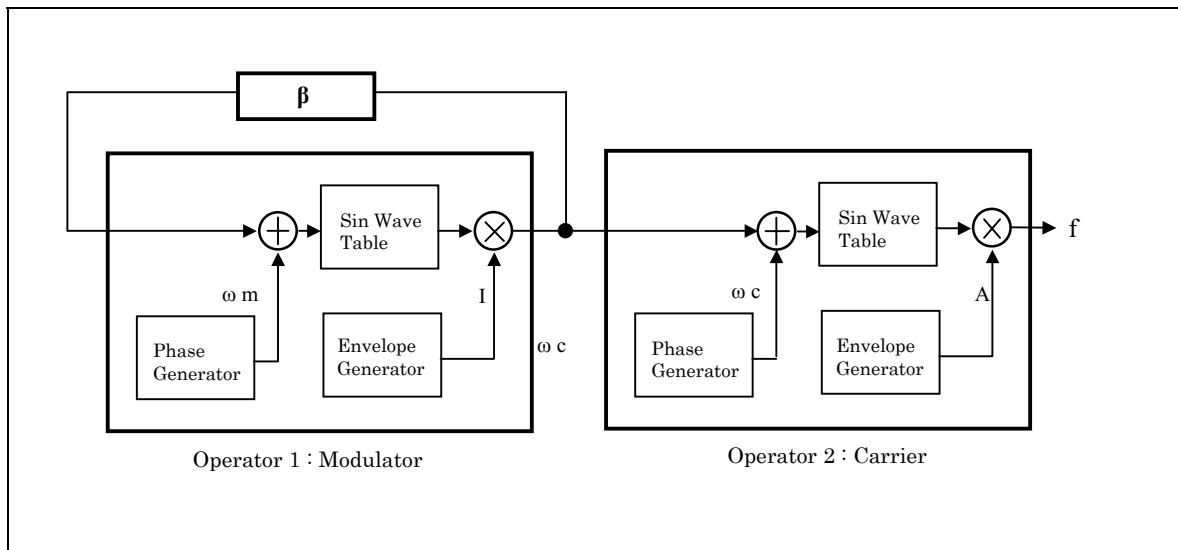 β
Sin Wave
Table
ω m
I
Phase
Generator
Envelope
Generator
ω c
Operator 1 : Modulator
Sin Wave
Table
f
ω c
A
Phase
Generator
Envelope
Generator
Operator 2 : Carrier